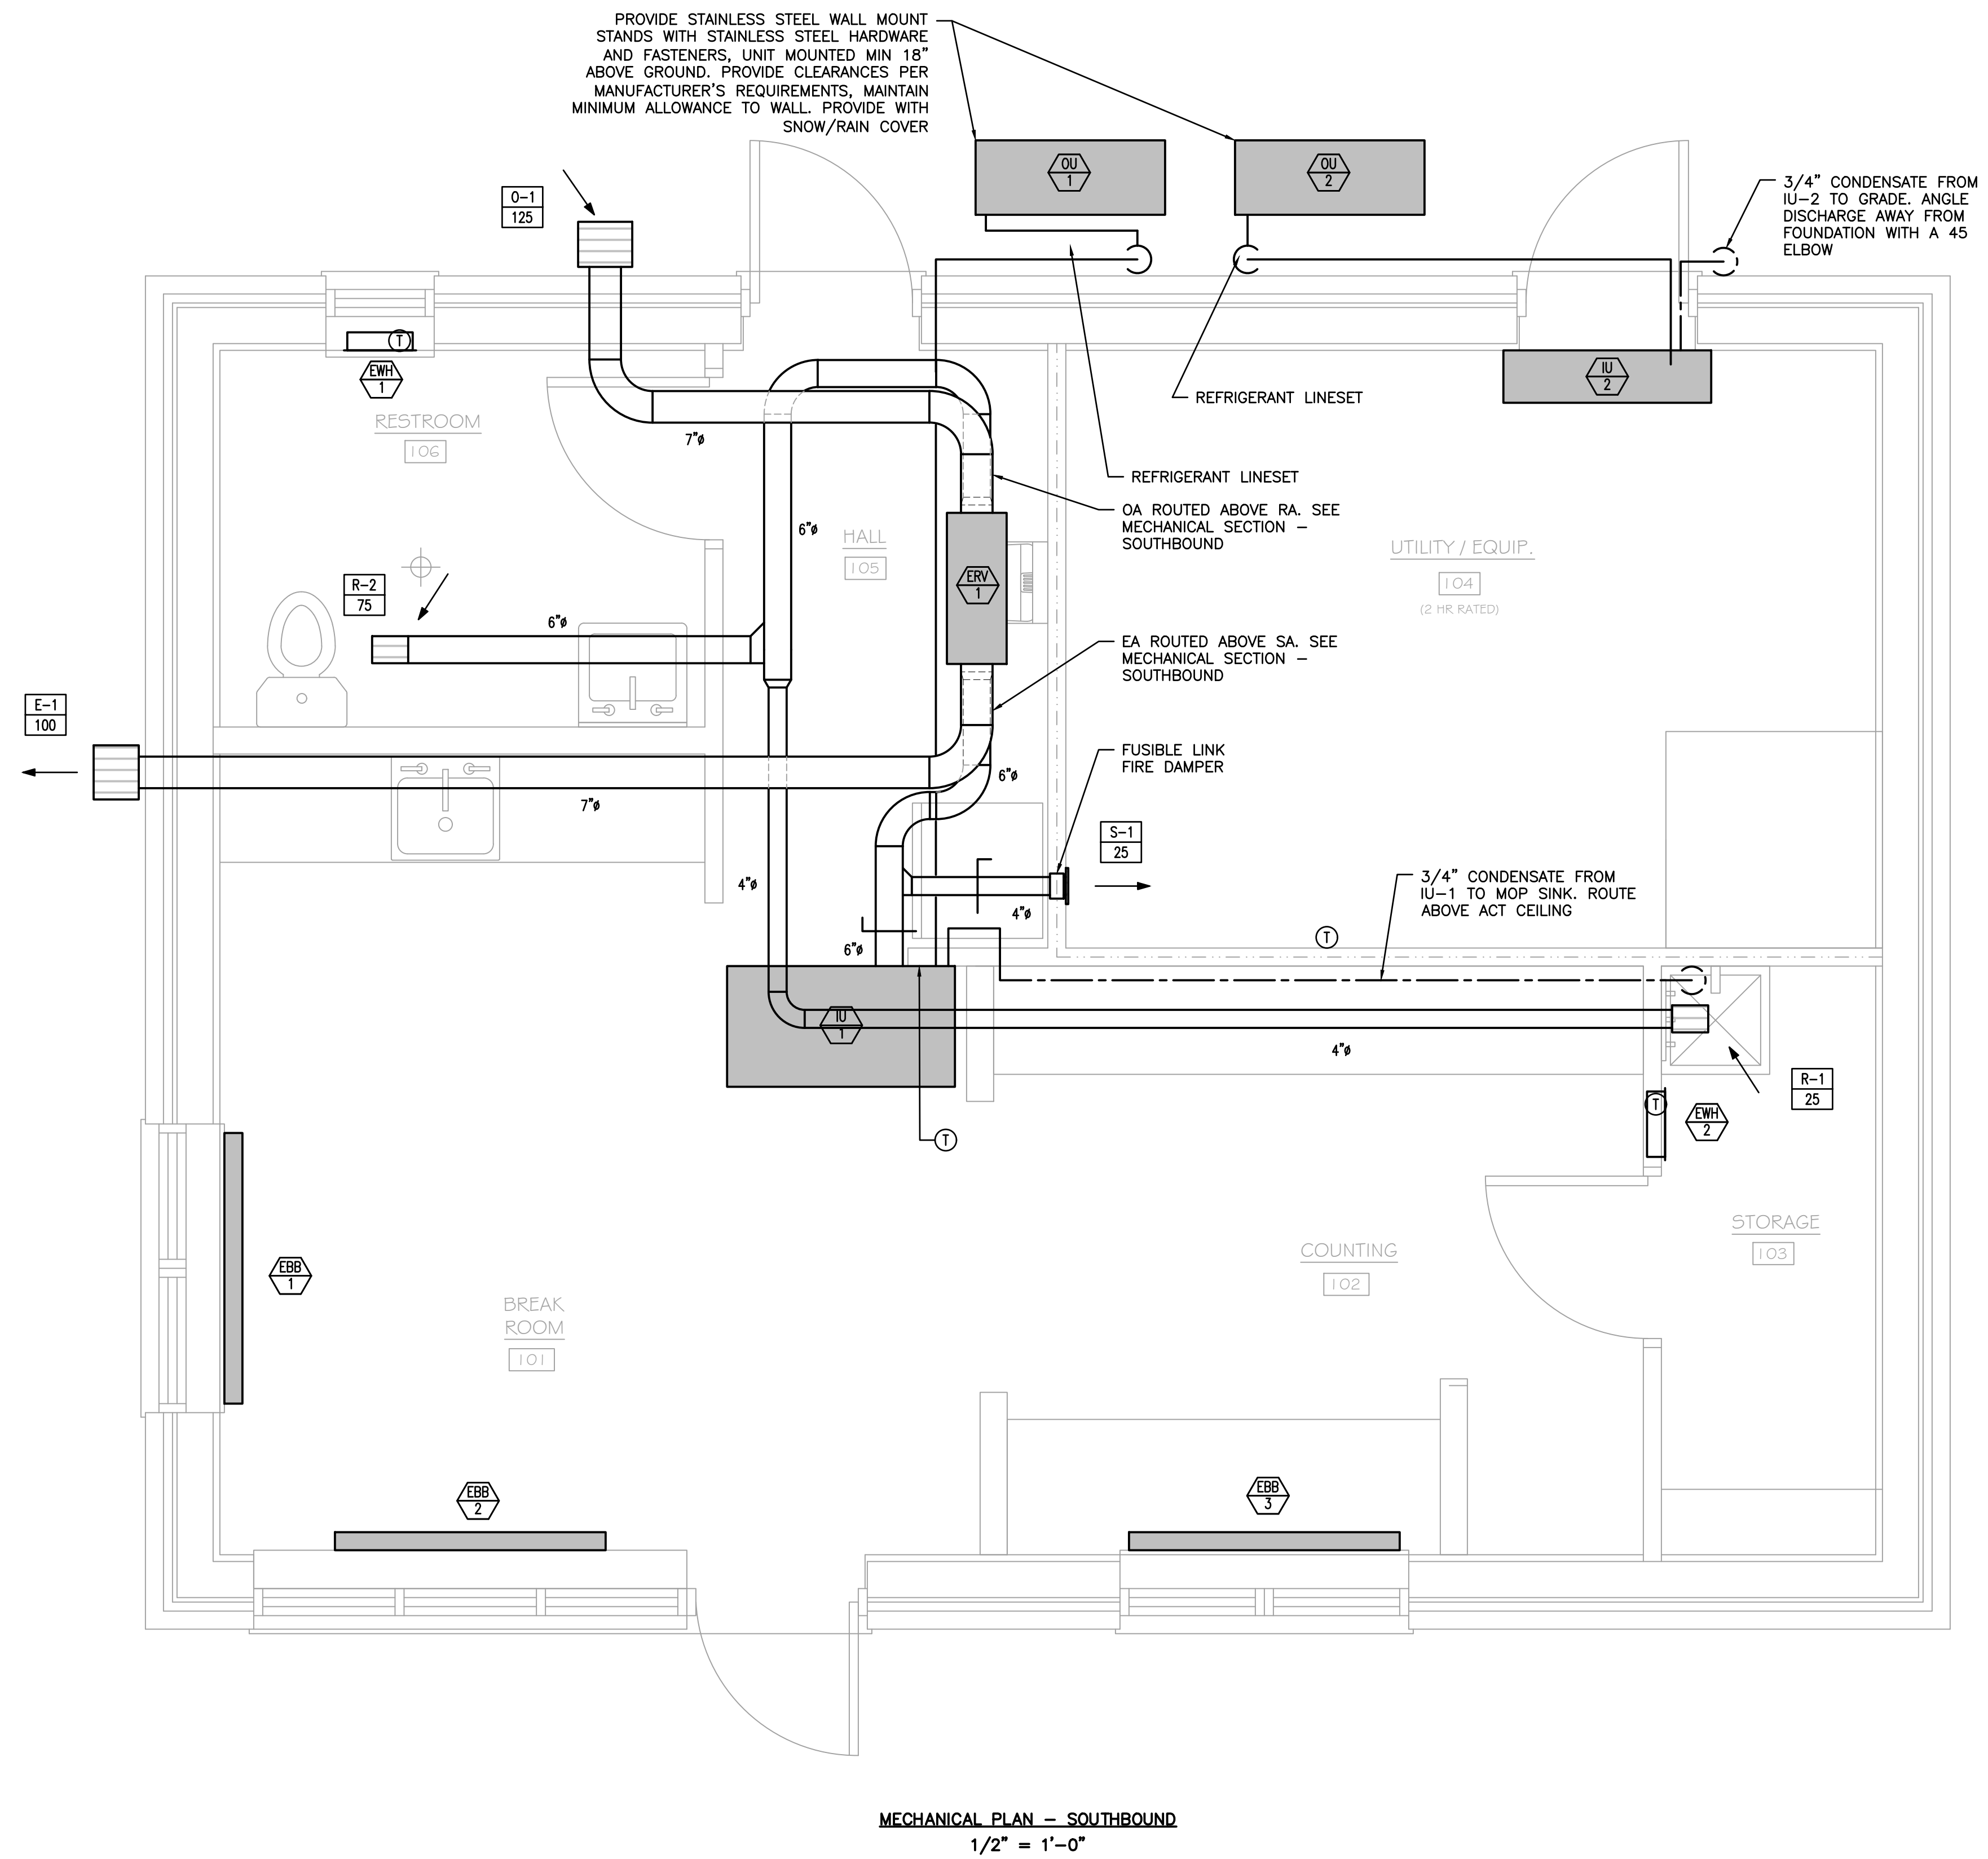 PROVIDE STAINLESS STEEL WALL MOUNT
STANDS WITH STAINLESS STEEL HARDWARE
AND FASTENERS, UNIT MOUNTED MIN 18”
ABOVE GROUND. PROVIDE CLEARANCES PER
MANUFACTURER'S REQUIREMENTS, MAINTAIN
MINIMUM ALLOWANCE TO WALL. PROVIDE WITH
SNOW/RAIN COVER
OU
1
OU
2
3/4” CONDENSATE FROM
IU-2 TO GRADE. ANGLE
DISCHARGE AWAY FROM
FOUNDATION WITH A 45
ELBOW
O-1
125
T
EWH
1
IU
2
REFRIGERANT LINESET
RESTROOM
106
7”ø
REFRIGERANT LINESET
OA ROUTED ABOVE RA. SEE
MECHANICAL SECTION –
SOUTHBOUND
6”ø
HALL
105
UTILITY / EQUIP.
104
(2 HR RATED)
ERV
1
R-2
75
6”ø
EA ROUTED ABOVE SA. SEE
MECHANICAL SECTION –
SOUTHBOUND
E-1
100
FUSIBLE LINK
FIRE DAMPER
6”ø
7”ø
S-1
25
4”ø
4”ø
3/4” CONDENSATE FROM
IU-1 TO MOP SINK. ROUTE
ABOVE ACT CEILING
6”ø
T
IU
1
4”ø
R-1
25
T
EWH
2
T
STORAGE
103
COUNTING
102
EBB
1
BREAK
ROOM
101
EBB
2
EBB
3
MECHANICAL PLAN – SOUTHBOUND
1/2” = 1'-0”